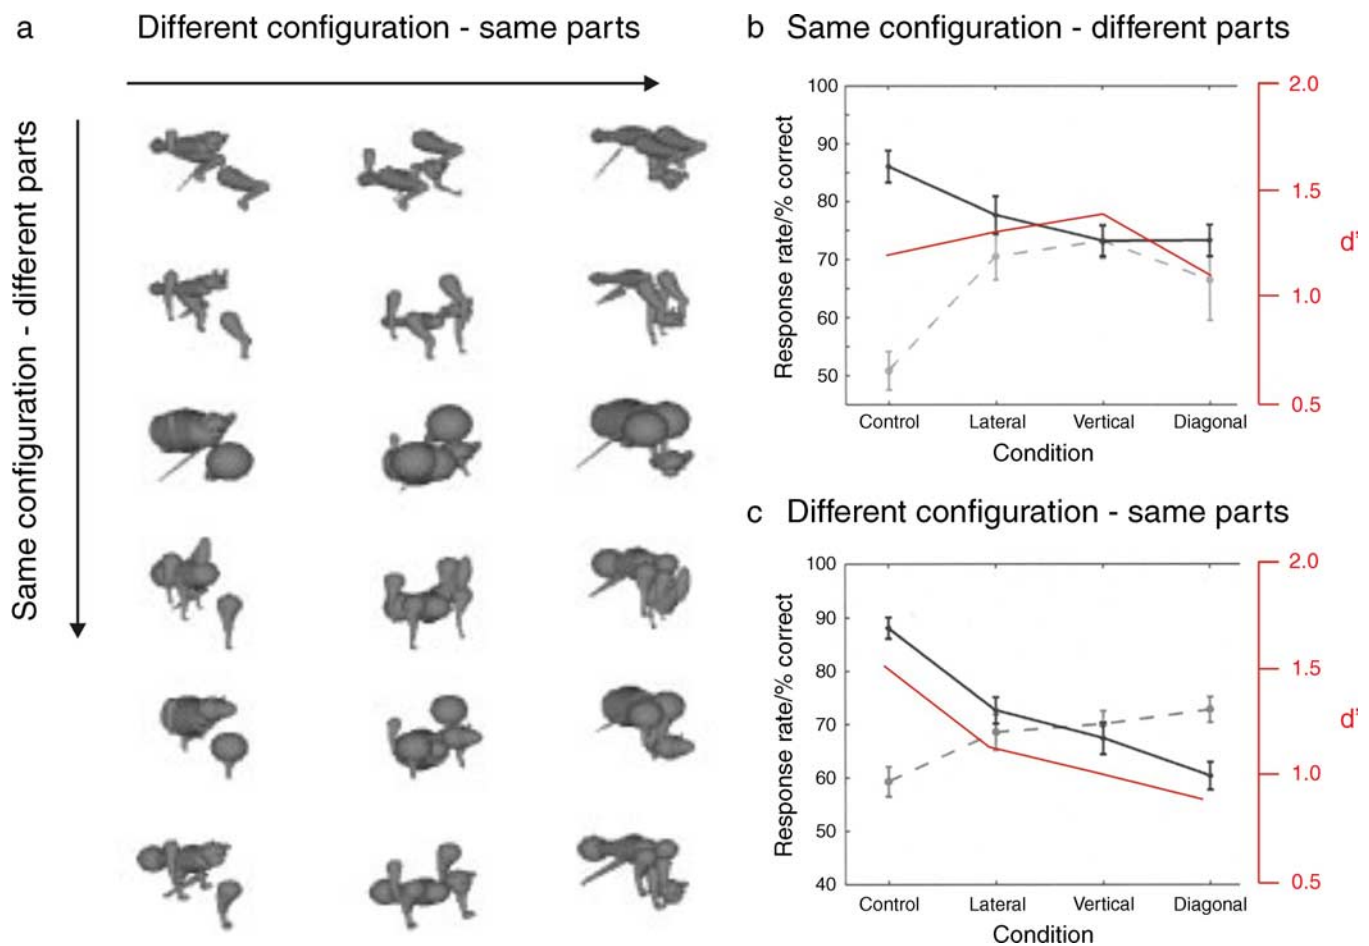 a Different configuration - same parts
Same configuration - different parts
b Same configuration - different parts
100
90
80
70
60
50
Response rate/% correct
2.0
1.5
1.0
0.5
d'
Control Lateral Vertical Diagonal
Condition
c Different configuration - same parts
100
90
80
70
60
50
40
Response rate/% correct
2.0
1.5
1.0
0.5
d'
Control Lateral Vertical Diagonal
Condition